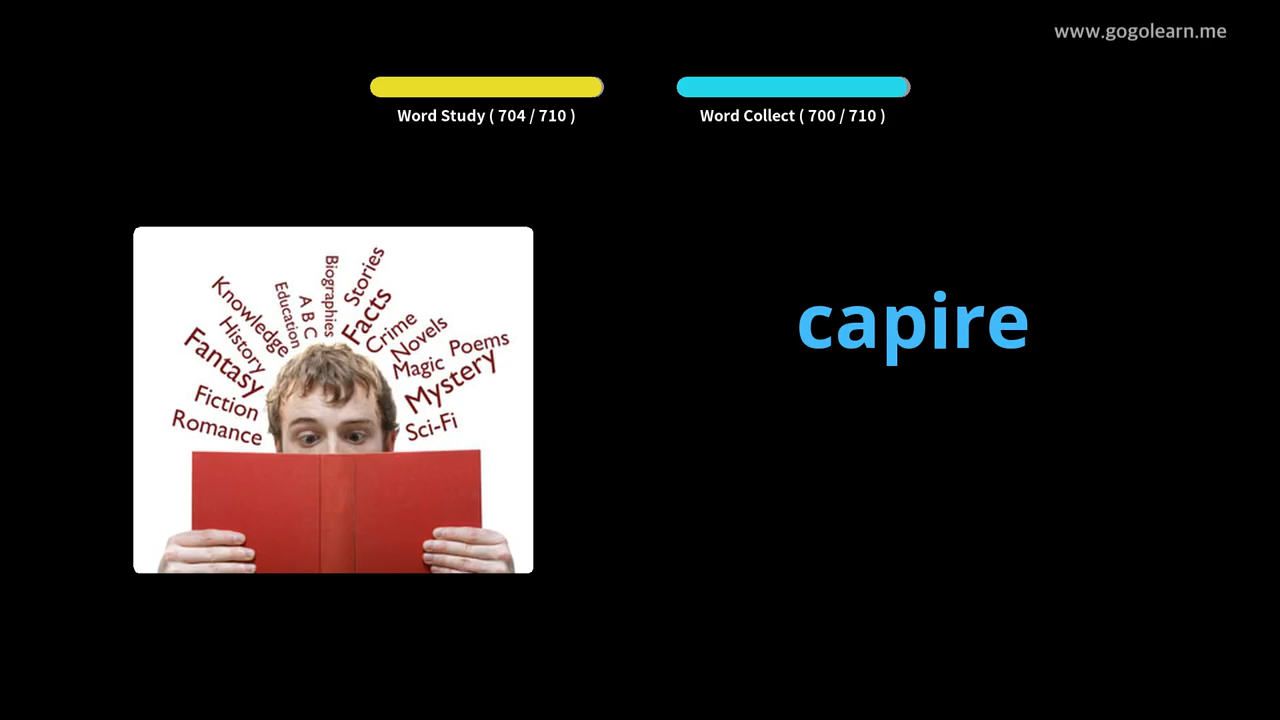 www.gogolearn.me
Word Study ( 704 / 710 )
Word Collect ( 700 / 710 )
capire
Romance
Fiction
Fantasy
History
Knowledge
Education
A B C
Biographies
Stories
Facts
Crime
Novels
Magic
Poems
Mystery
Sci-Fi